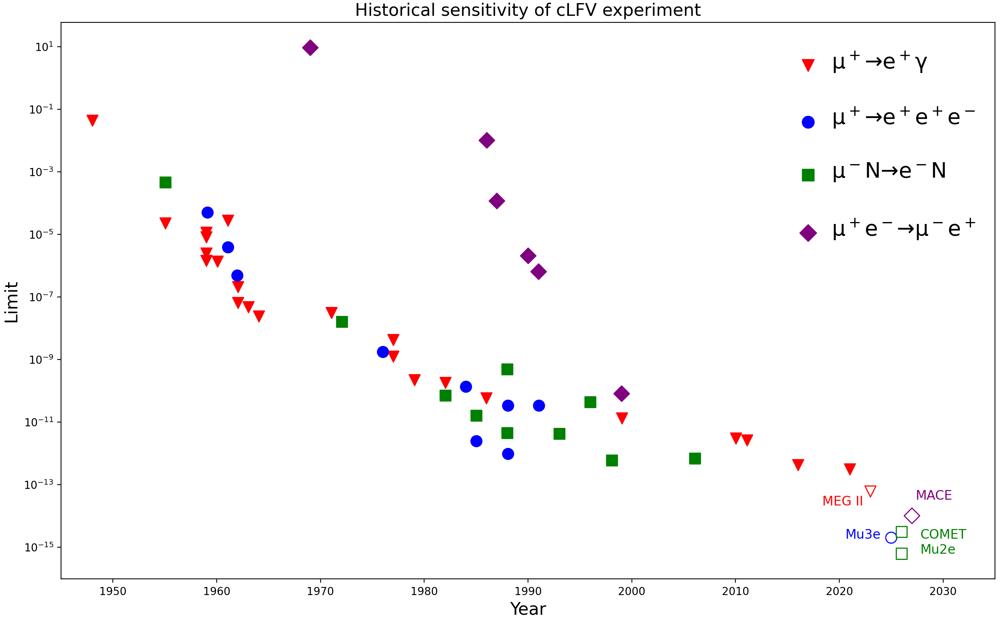 Historical sensitivity of cLFV experiment
Limit
10¹
10⁻¹
10⁻³
10⁻⁵
10⁻⁷
10⁻⁹
10⁻¹¹
10⁻¹³
10⁻¹⁵
μ⁺→e⁺γ
μ⁺→e⁺e⁺e⁻
μ⁻N→e⁻N
μ⁺e⁻→μ⁻e⁺
MACE
MEG II
Mu3e
COMET
Mu2e
1950 1960 1970 1980 1990 2000 2010 2020 2030
Year